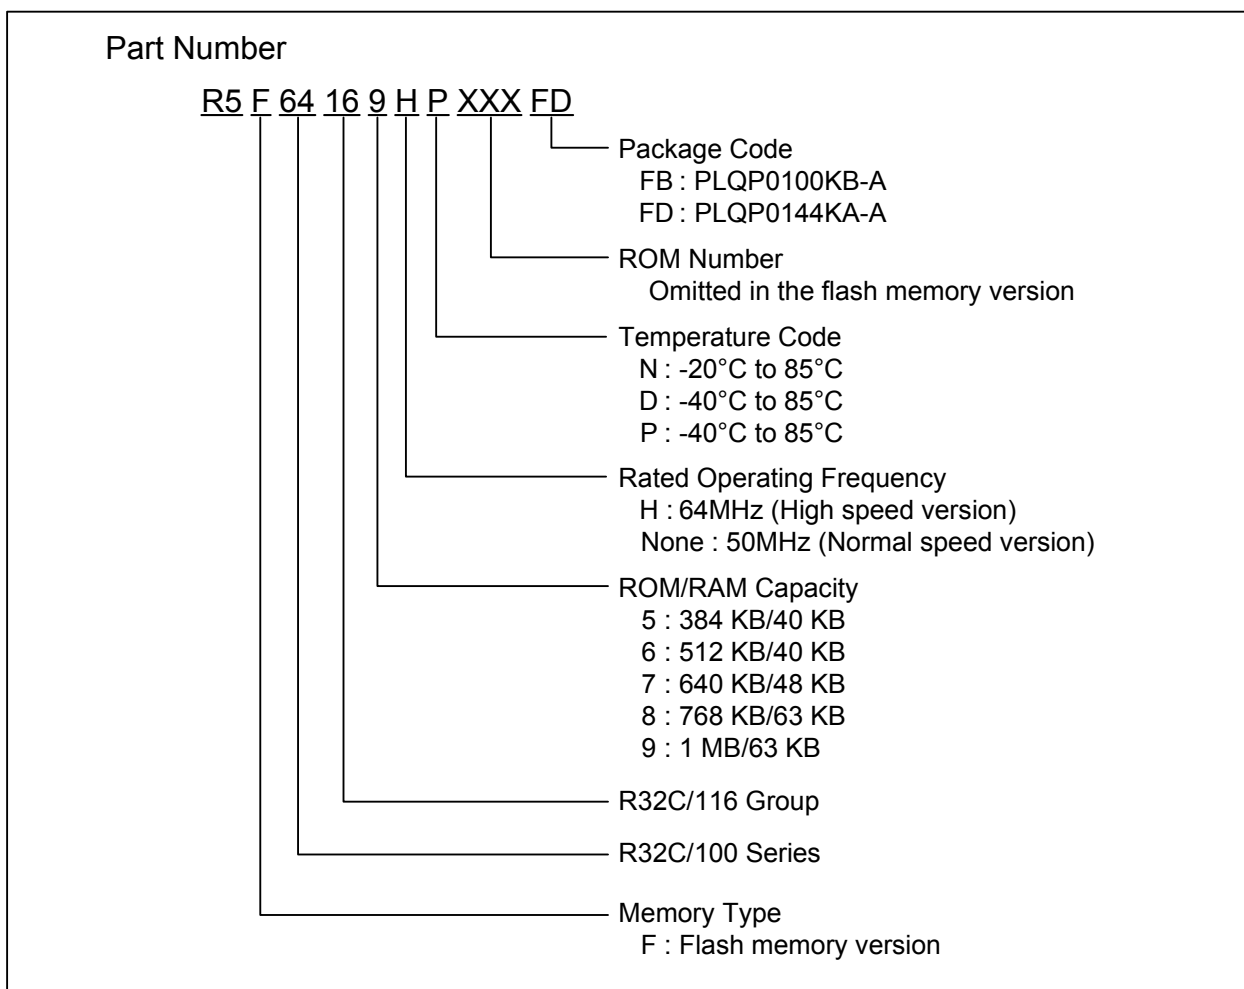 Part Number
R5 F 64 16 9 H P XXX FD
Package Code
FB : PLQP0100KB-A
FD : PLQP0144KA-A
ROM Number
Omitted in the flash memory version
Temperature Code
N : -20°C to 85°C
D : -40°C to 85°C
P : -40°C to 85°C
Rated Operating Frequency
H : 64MHz (High speed version)
None : 50MHz (Normal speed version)
ROM/RAM Capacity
5 : 384 KB/40 KB
6 : 512 KB/40 KB
7 : 640 KB/48 KB
8 : 768 KB/63 KB
9 : 1 MB/63 KB
R32C/116 Group
R32C/100 Series
Memory Type
F : Flash memory version